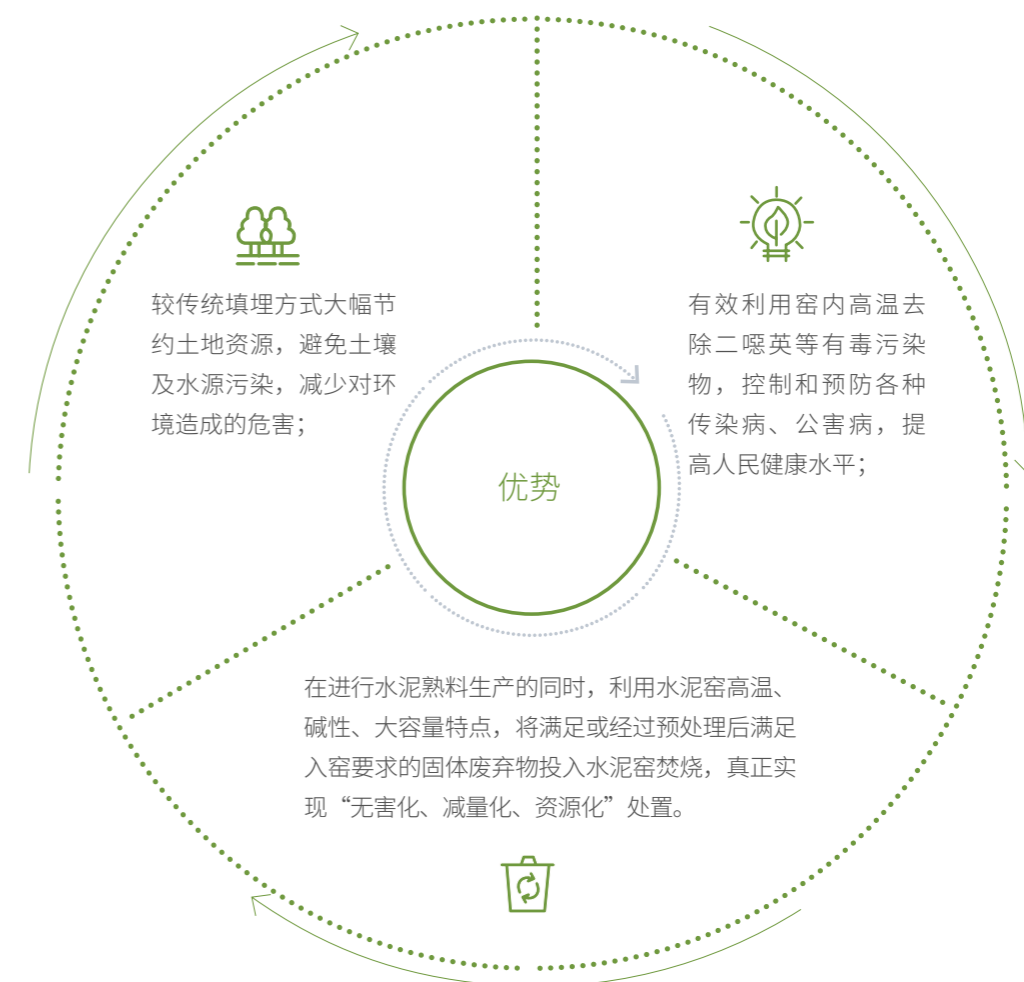 较传统填埋方式大幅节
约土地资源，避免土壤
及水源污染，减少对环
境造成的危害；
有效利用窑内高温去
除二噁英等有毒污染
物，控制和预防各种
传染病、公害病，提
高人民健康水平；
优势
在进行水泥熟料生产的同时，利用水泥窑高温、
碱性、大容量特点，将满足或经过预处理后满足
入窑要求的固体废弃物投入水泥窑焚烧，真正实
现“无害化、减量化、资源化”处置。